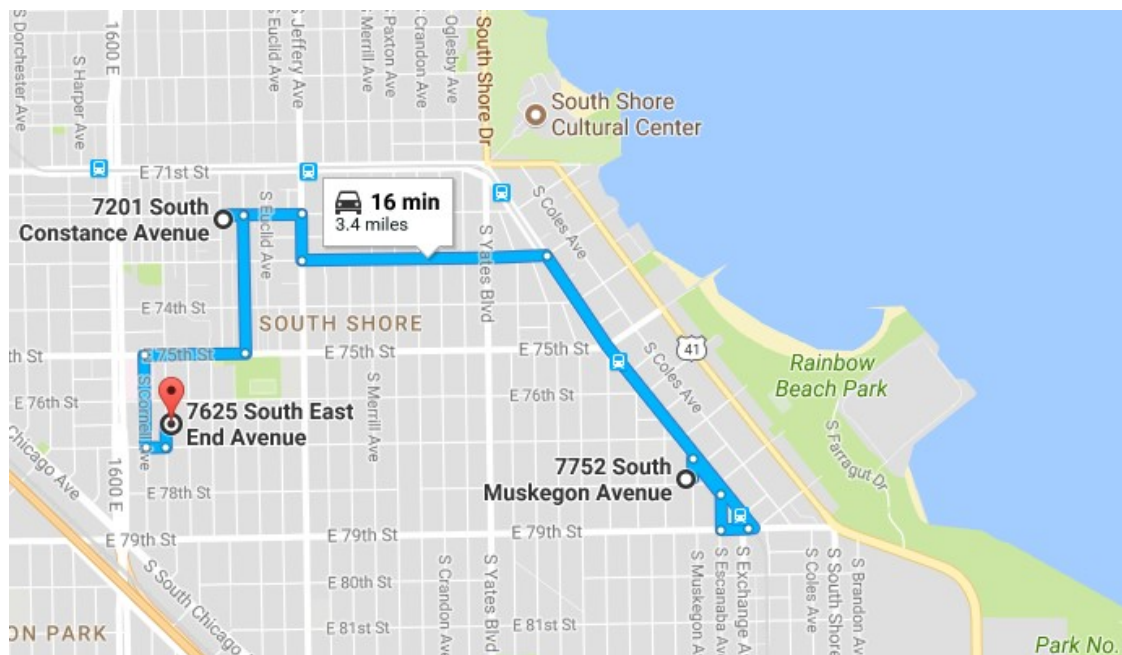 S Dorchester Ave
S Harper Ave
1600 E
S Euclid Ave
S Jeffery Ave
S Merrill Ave
S Paxton Ave
S Crandon Ave
Oglesby Ave
South Shore Dr
South Shore
Cultural Center
E 71st St
7201 South
Constance Avenue
S Euclid Ave
16 min
3.4 miles
S Yates Blvd
S Coles Ave
E 74th St
SOUTH SHORE
th St
E 75th St
E 75th St
E 75th St
S Coles Ave
41
Rainbow
Beach Park
S Cornell Ave
E 76th St
7625 South East
End Avenue
S Merrill Ave
E 76th St
S Farragut Dr
Chicago Ave
1600 E
E 78th St
7752 South
Muskegon Avenue
E 79th St
E 79th St
E 79th St
S South Chicago
S Crandon Ave
S Yates Blvd
S Muskegon A
S Escanaba Ave
S Exchange A
S Coles Ave
S South Shore
S Brandon Av
E 80th St
E 81st St
E 81st St
ON PARK
Park No.